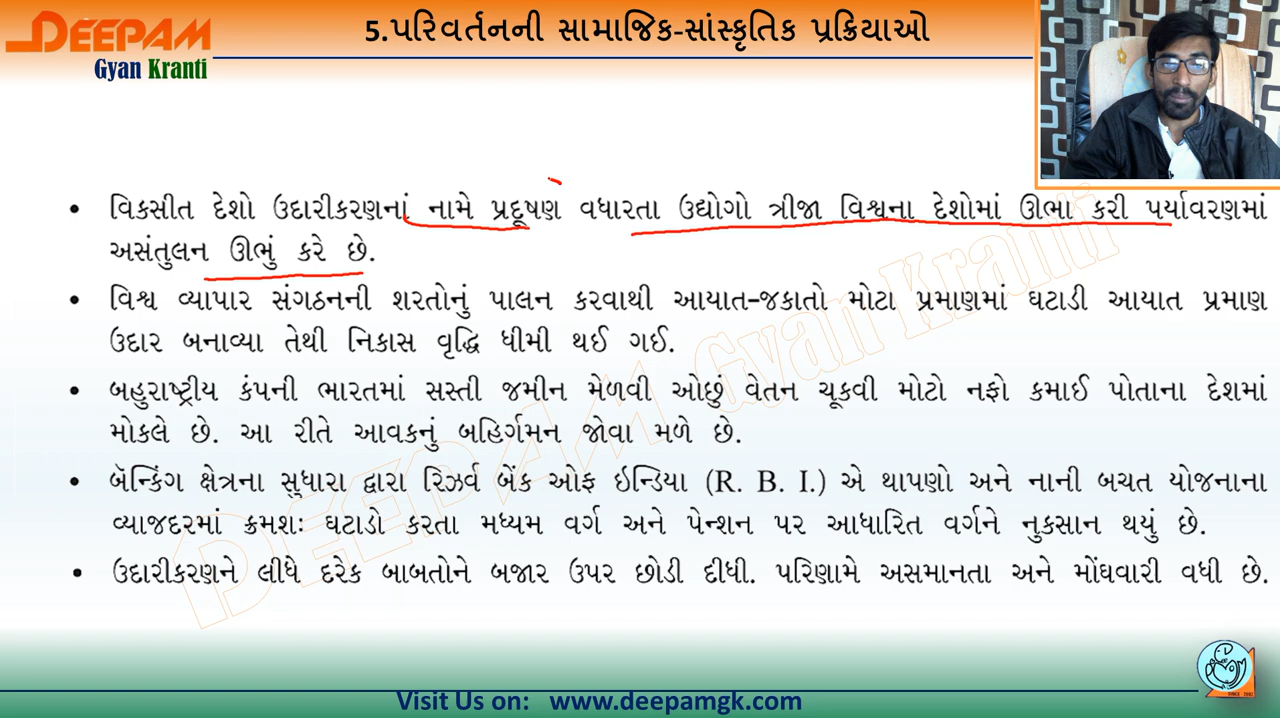 DEEPAM
Gyan Kranti
5.પરિવર્તનની સામાજિક-સાંસ્કૃતિક પ્રક્રિયાઓ
• વિકસીત દેશો ઉદારીકરણનાં નામે પ્રદૂષણ વધારતા ઉદ્યોગો ત્રીજા વિશ્વના દેશોમાં ઊભા કરી પર્યાવરણમાં
અસંતુલન ઊભું કરે છે.
• વિશ્વ વ્યાપાર સંગઠનની શરતોનું પાલન કરવાથી આયાત-જકાતો મોટા પ્રમાણમાં ઘટાડી આયાત પ્રમાણ
ઉદાર બનાવ્યા તેથી નિકાસ વૃદ્ધિ ધીમી થઈ ગઈ.
• બહુરાષ્ટ્રીય કંપની ભારતમાં સસ્તી જમીન મેળવી ઓછું વેતન ચૂકવી મોટો નફો કમાઈ પોતાના દેશમાં
મોકલે છે. આ રીતે આવકનું બહિર્ગમન જોવા મળે છે.
• બૅન્કિંગ ક્ષેત્રના સુધારા દ્વારા રિઝર્વ બેંક ઓફ ઇન્ડિયા (R. B. I.) એ થાપણો અને નાની બચત યોજનાના
વ્યાજદરમાં ક્રમશઃ ઘટાડો કરતા મધ્યમ વર્ગ અને પેન્શન પર આધારિત વર્ગને નુકસાન થયું છે.
• ઉદારીકરણને લીધે દરેક બાબતોને બજાર ઉપર છોડી દીધી. પરિણામે અસમાનતા અને મોંઘવારી વધી છે.
DEEPAM Gyan Kranti
Visit Us on: www.deepamgk.com